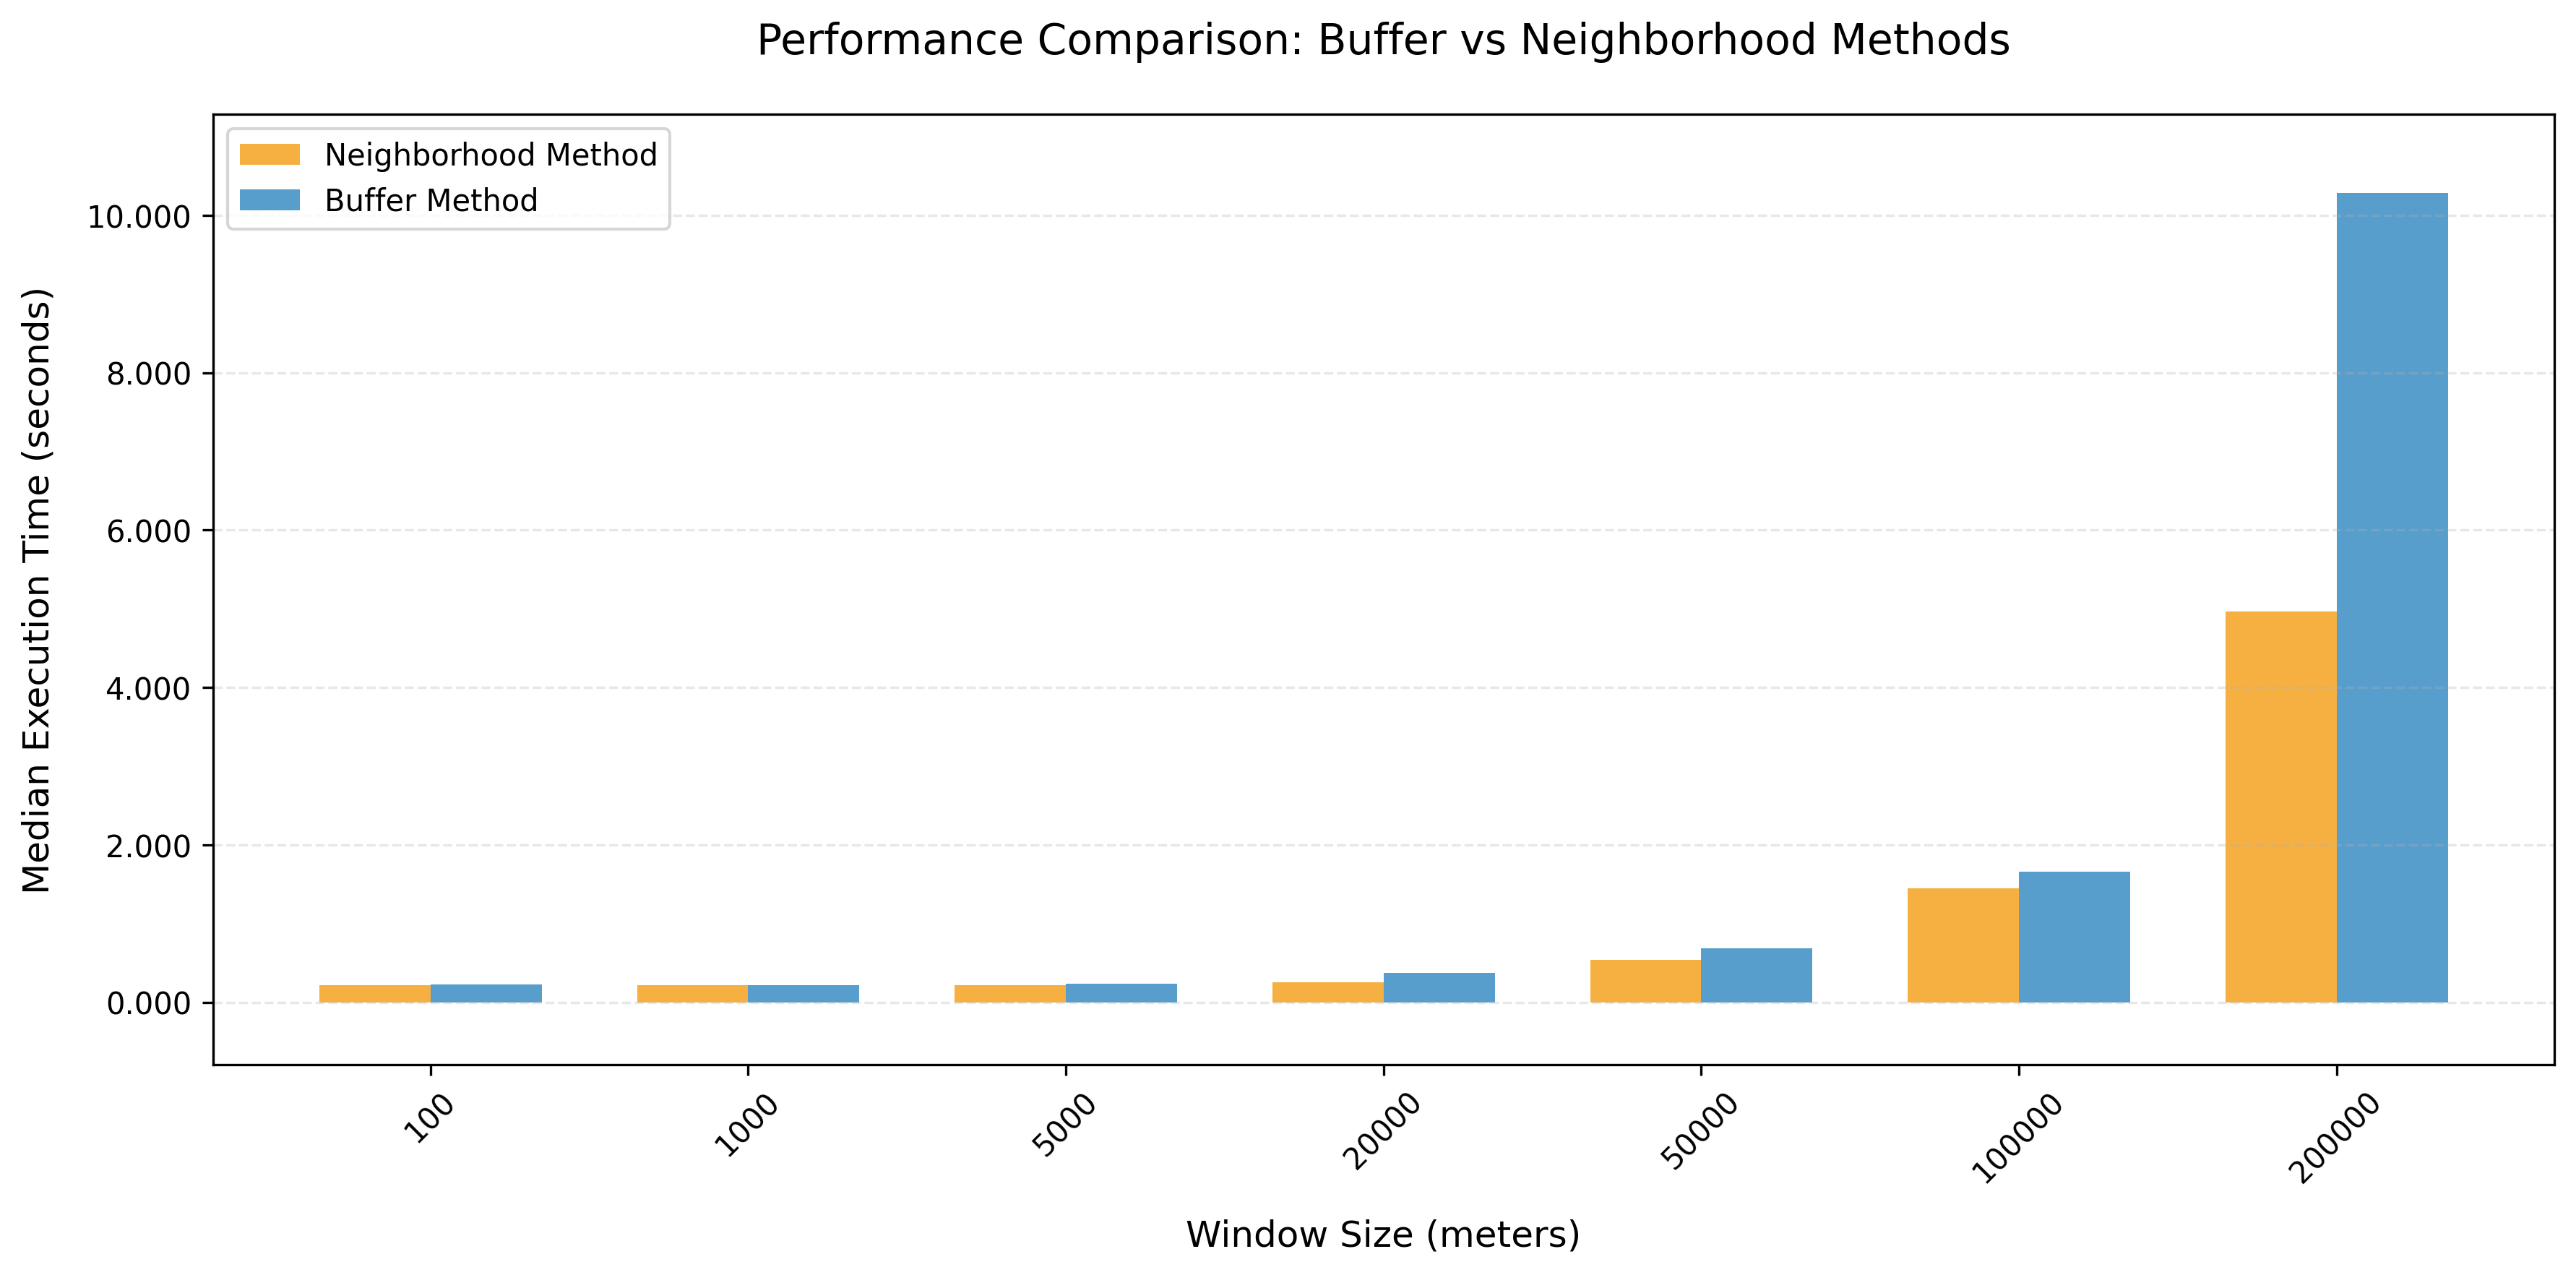 Performance Comparison: Buffer vs Neighborhood Methods
Neighborhood Method
Buffer Method
Median Execution Time (seconds)
10.000
8.000
6.000
4.000
2.000
0.000
100
1000
5000
20000
50000
100000
200000
Window Size (meters)